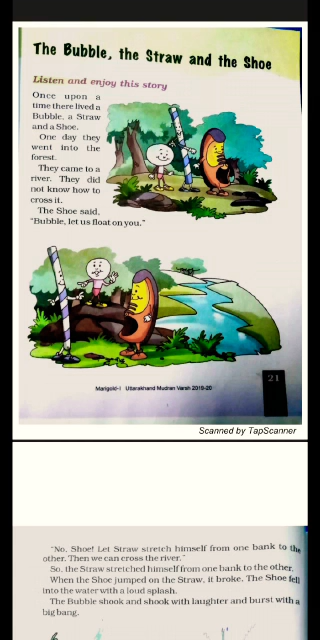 The Bubble, the Straw and the Shoe
Listen and enjoy this story
Once upon a
time there lived a
Bubble, a Straw
and a Shoe.
One day they
went into the
forest.
They came to a
river. They did
not know how to
cross it.
The Shoe said,
"Bubble, let us float on you."
Marigold-I Uttarakhand Mudran Varsh 2019-20
21
Scanned by TapScanner
"No, Shoe! Let Straw stretch himself from one bank to the
other. Then we can cross the river."
So, the Straw stretched himself from one bank to the other.
When the Shoe jumped on the Straw, it broke. The Shoe fell
into the water with a loud splash.
The Bubble shook and shook with laughter and burst with a
big bang.